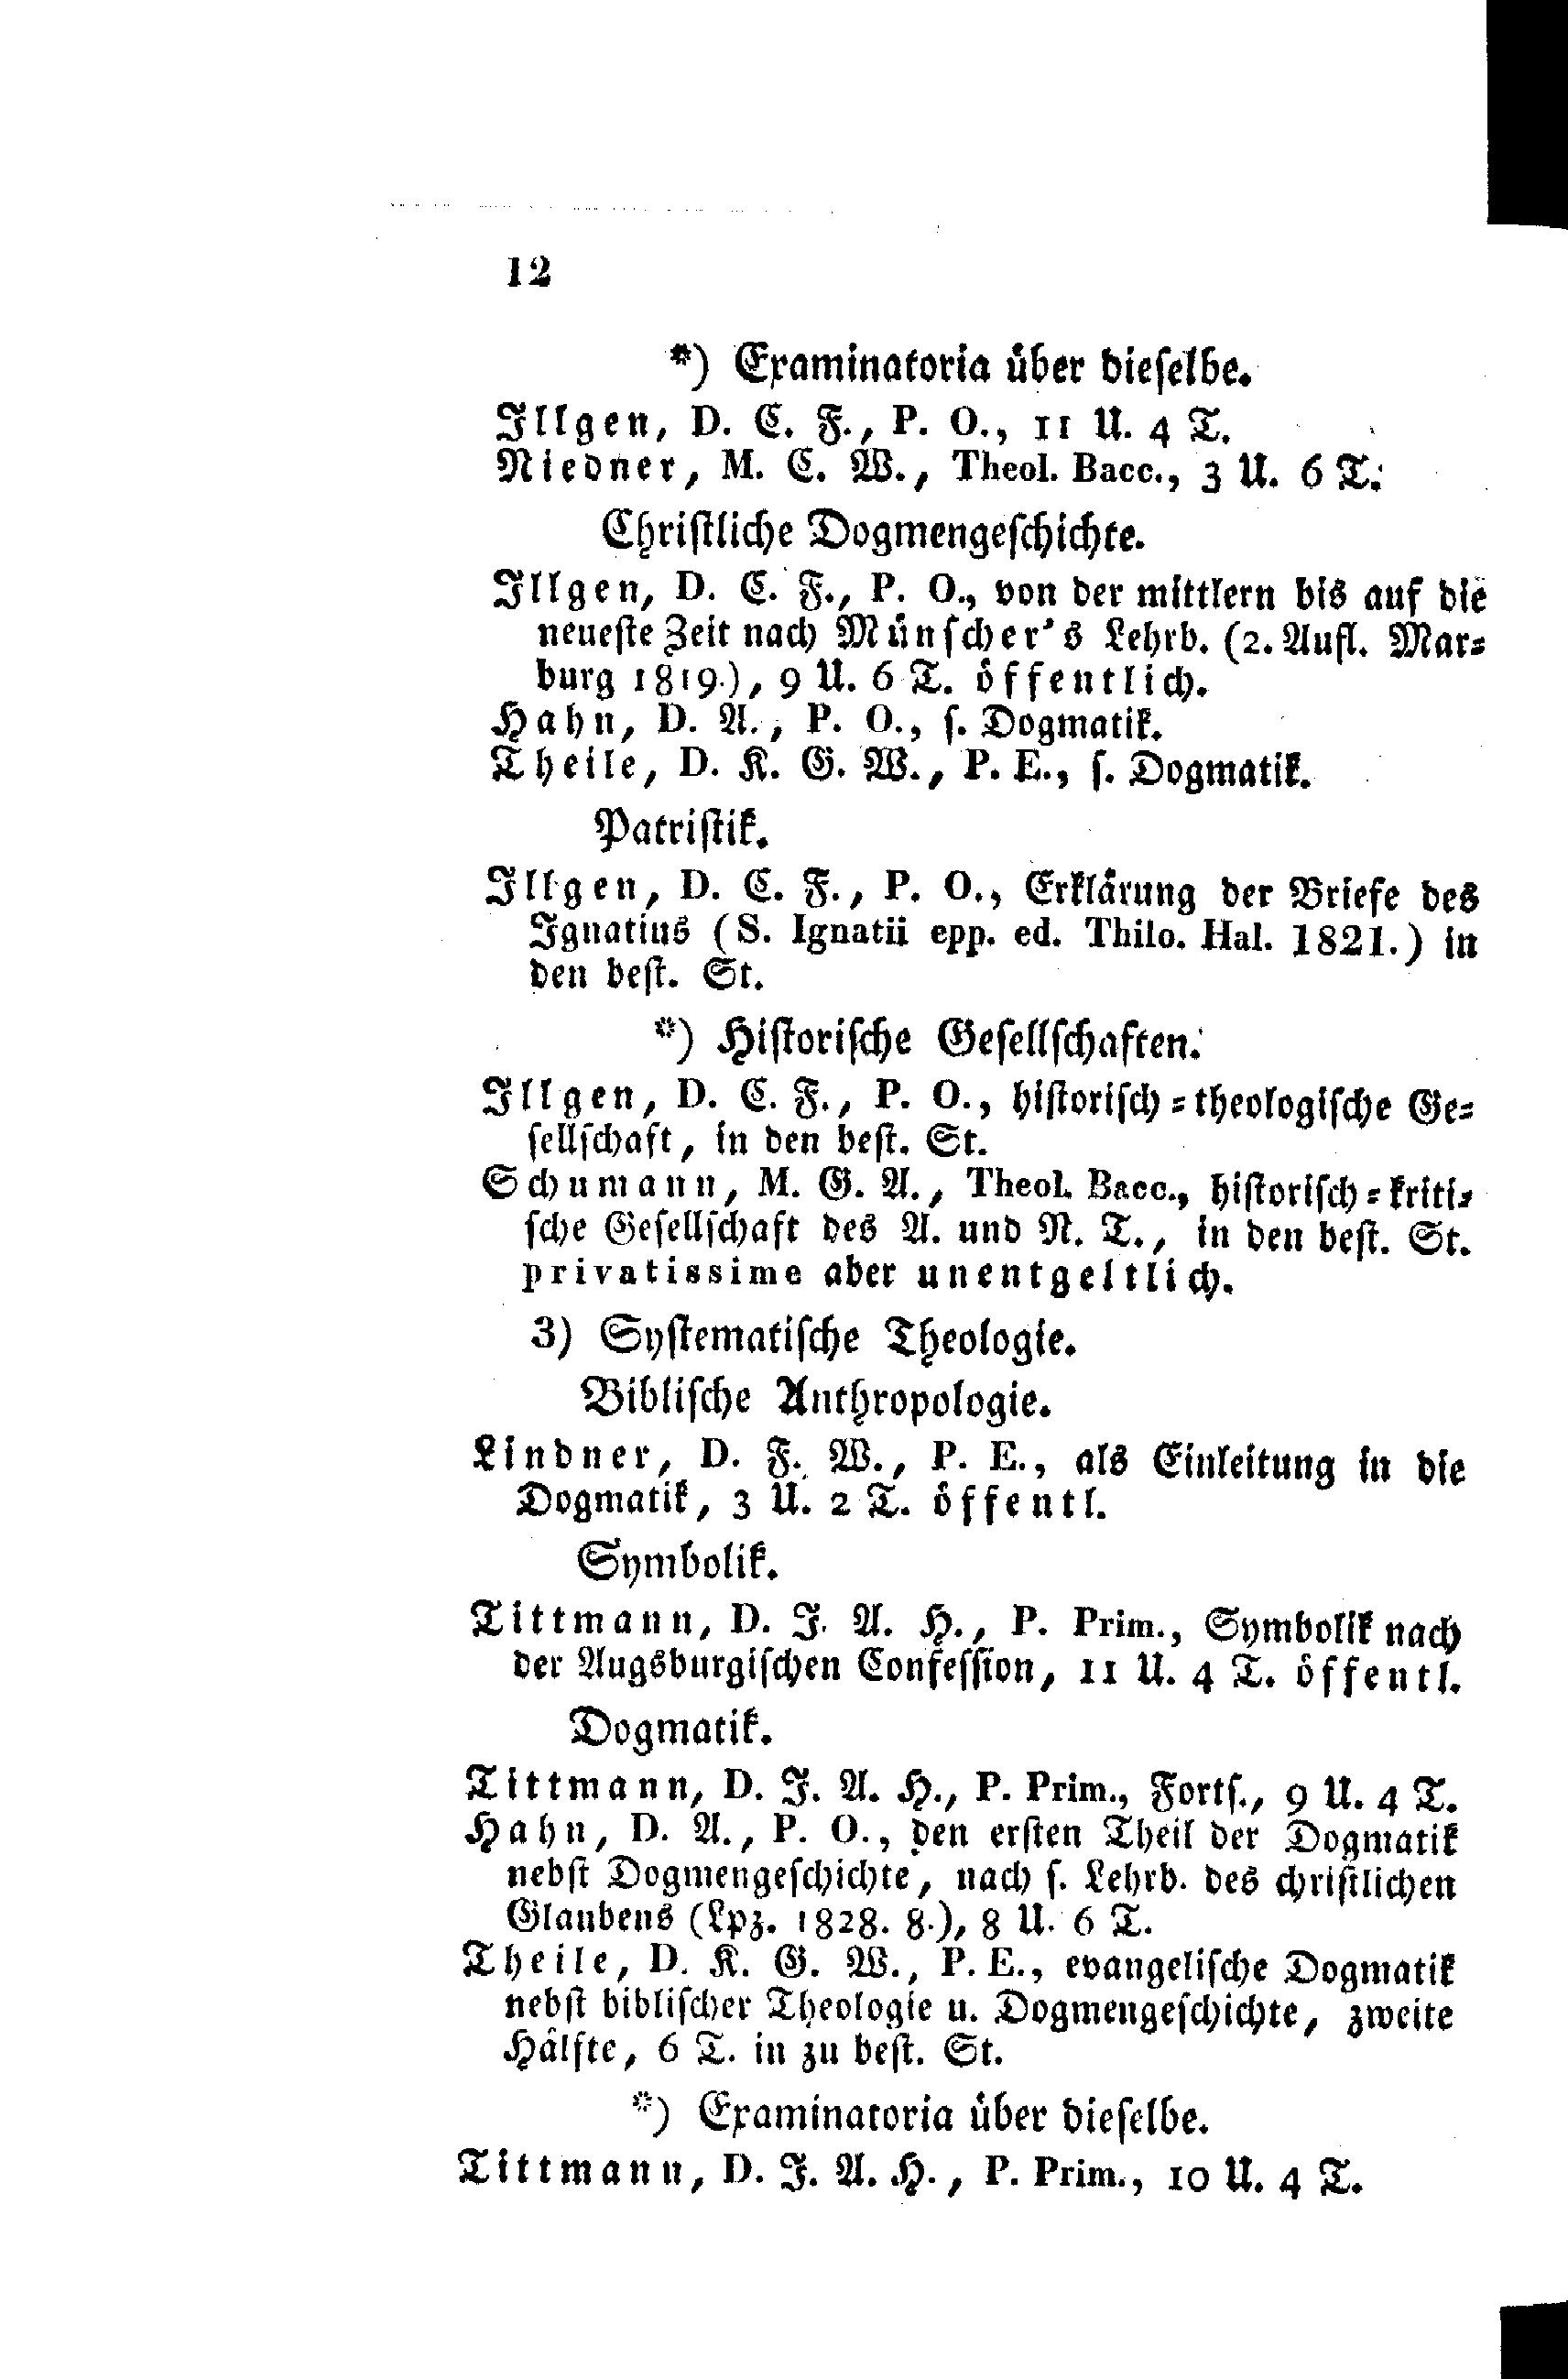 12
*) Examinatoria über dieselbe.
Illgen, D. C. F., P. O., 11 U. 4 T.
Niedner, M. C. W., Theol. Bacc., 3 U. 6 T.
Christliche Dogmengeschichte.
Illgen, D. C. F., P. O., von der mittlern bis auf die
neueste Zeit nach Münscher's Lehrb. (2. Aufl. Mar-
burg 1819.), 9 U. 6 T. öffentlich.
Hahn, D. A., P. O., s. Dogmatik.
Theile, D. K. G. W., P. E., s. Dogmatik.
Patristik.
Illgen, D. C. F., P. O., Erklärung der Briefe des
Ignatius (S. Ignatii epp. ed. Thilo. Hal. 1821.) in
den best. St.
*) Historische Gesellschaften.
Illgen, D. C. F., P. O., historisch-theologische Ge-
sellschaft, in den best. St.
Schumann, M. G. A., Theol. Bacc., historisch-kriti-
sche Gesellschaft des A. und N. T., in den best. St.
privatissime aber unentgeltlich.
3) Systematische Theologie.
Biblische Anthropologie.
Lindner, D. F. W., P. E., als Einleitung in die
Dogmatik, 3 U. 2 T. öffentl.
Symbolik.
Tittmann, D. J. A. H., P. Prim., Symbolik nach
der Augsburgischen Confession, 11 U. 4 T. öffentl.
Dogmatik.
Tittmann, D. J. A. H., P. Prim., Forts., 9 U. 4 T.
Hahn, D. A., P. O., den ersten Theil der Dogmatik
nebst Dogmengeschichte, nach s. Lehrb. des christlichen
Glaubens (Lpz. 1828. 8.), 8 U. 6 T.
Theile, D. K. G. W., P. E., evangelische Dogmatik
nebst biblischer Theologie u. Dogmengeschichte, zweite
Hälfte, 6 T. in zu best. St.
*) Examinatoria über dieselbe.
Tittmann, D. J. A. H., P. Prim., 10 U. 4 T.